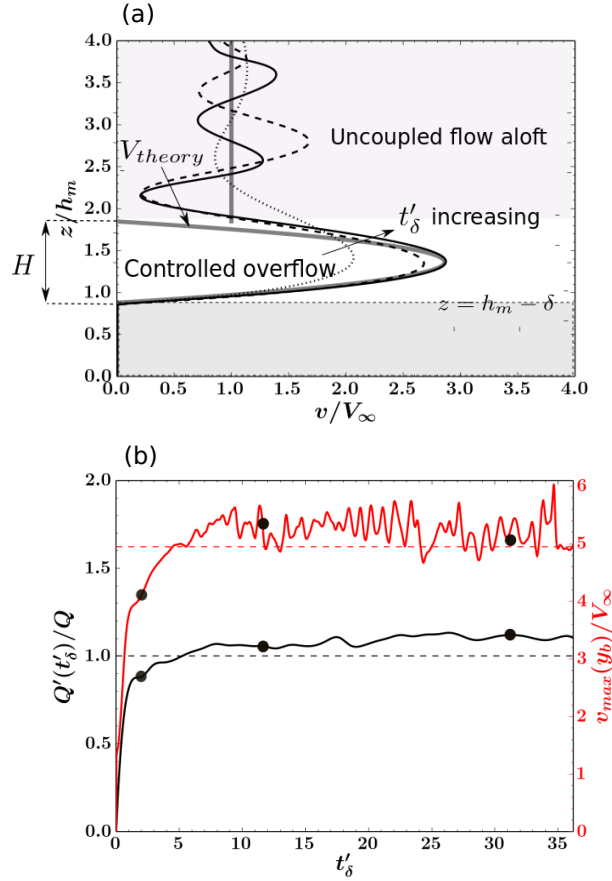 (a)
4.0
3.5
3.0
2.5
2.0
1.5
1.0
0.5
0.0
z/h_m
H
V_theory
Uncoupled flow aloft
t'_δ increasing
Controlled overflow
z = h_m − δ
0.0 0.5 1.0 1.5 2.0 2.5 3.0 3.5 4.0
v/V_∞
(b)
2.0
1.5
1.0
0.5
0.0
Q'(t'_δ)/Q
6
5
4
3
2
1
0
v_max(y_b)/V_∞
0 5 10 15 20 25 30 35
t'_δ